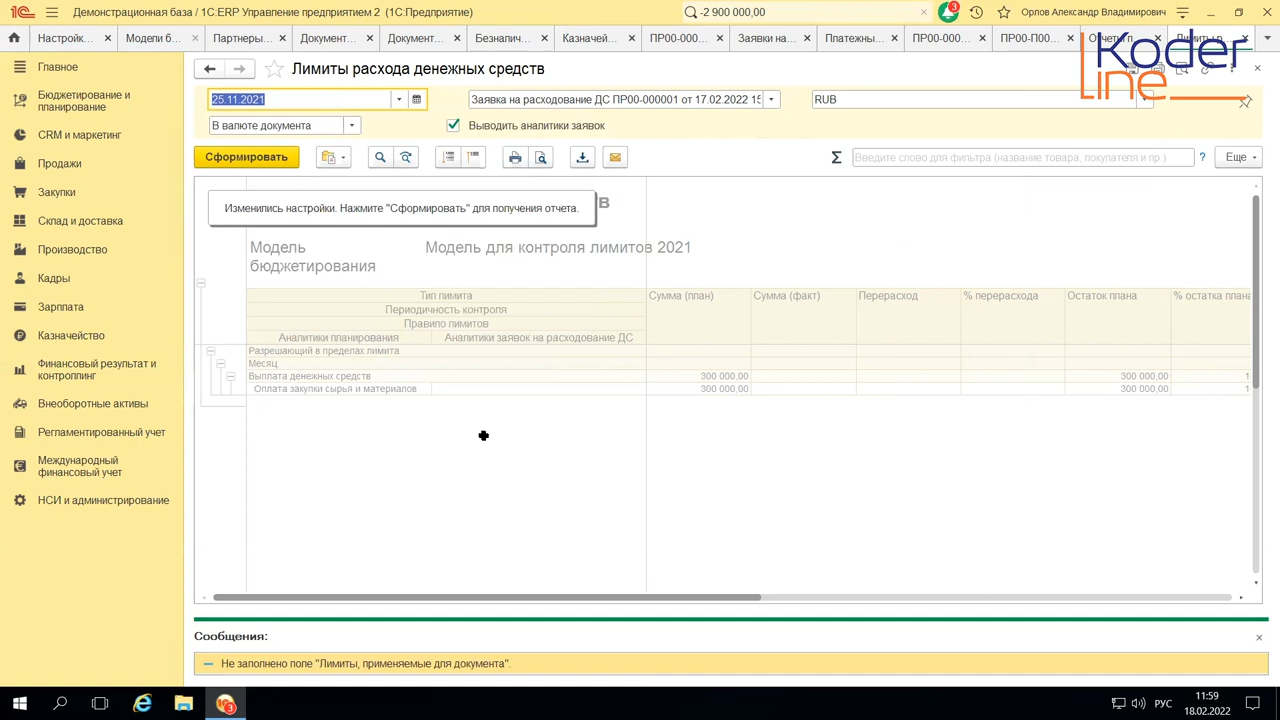 Демонстрационная база / 1С:ERP Управление предприятием 2 (1С:Предприятие)
-2 900 000,00
3
Орлов Александр Владимирович
Настройк...
Модели б...
Партнеры...
Документ...
Документ...
Безналич...
Казначей...
ПР00-000...
Заявки на...
Платежны...
ПР00-000...
ПР00-П00...
Отчеты п...
Лимиты р...
Koder
line
Главное
Бюджетирование и
планирование
CRM и маркетинг
Продажи
Закупки
Склад и доставка
Производство
Кадры
Зарплата
Казначейство
Финансовый результат и
контроллинг
Внеоборотные активы
Регламентированный учет
Международный
финансовый учет
НСИ и администрирование
Лимиты расхода денежных средств
25.11.2021
Заявка на расходование ДС ПР00-000001 от 17.02.2022 15
RUB
В валюте документа
Выводить аналитики заявок
Сформировать
Σ
Введите слово для фильтра (название товара, покупателя и пр.)
?
Еще
Изменились настройки. Нажмите "Сформировать" для получения отчета.
в
Модель
бюджетирования
Модель для контроля лимитов 2021
Тип лимита
Сумма (план)
Сумма (факт)
Перерасход
% перерасхода
Остаток плана
% остатка плана
Периодичность контроля
Правило лимитов
Аналитики планирования
Аналитики заявок на расходование ДС
Разрешающий в пределах лимита
Месяц
Выплата денежных средств
300 000,00
300 000,00
1
Оплата закупки сырья и материалов
300 000,00
300 000,00
1
Сообщения:
Не заполнено поле "Лимиты, применяемые для документа".
3
РУС
11:59
18.02.2022